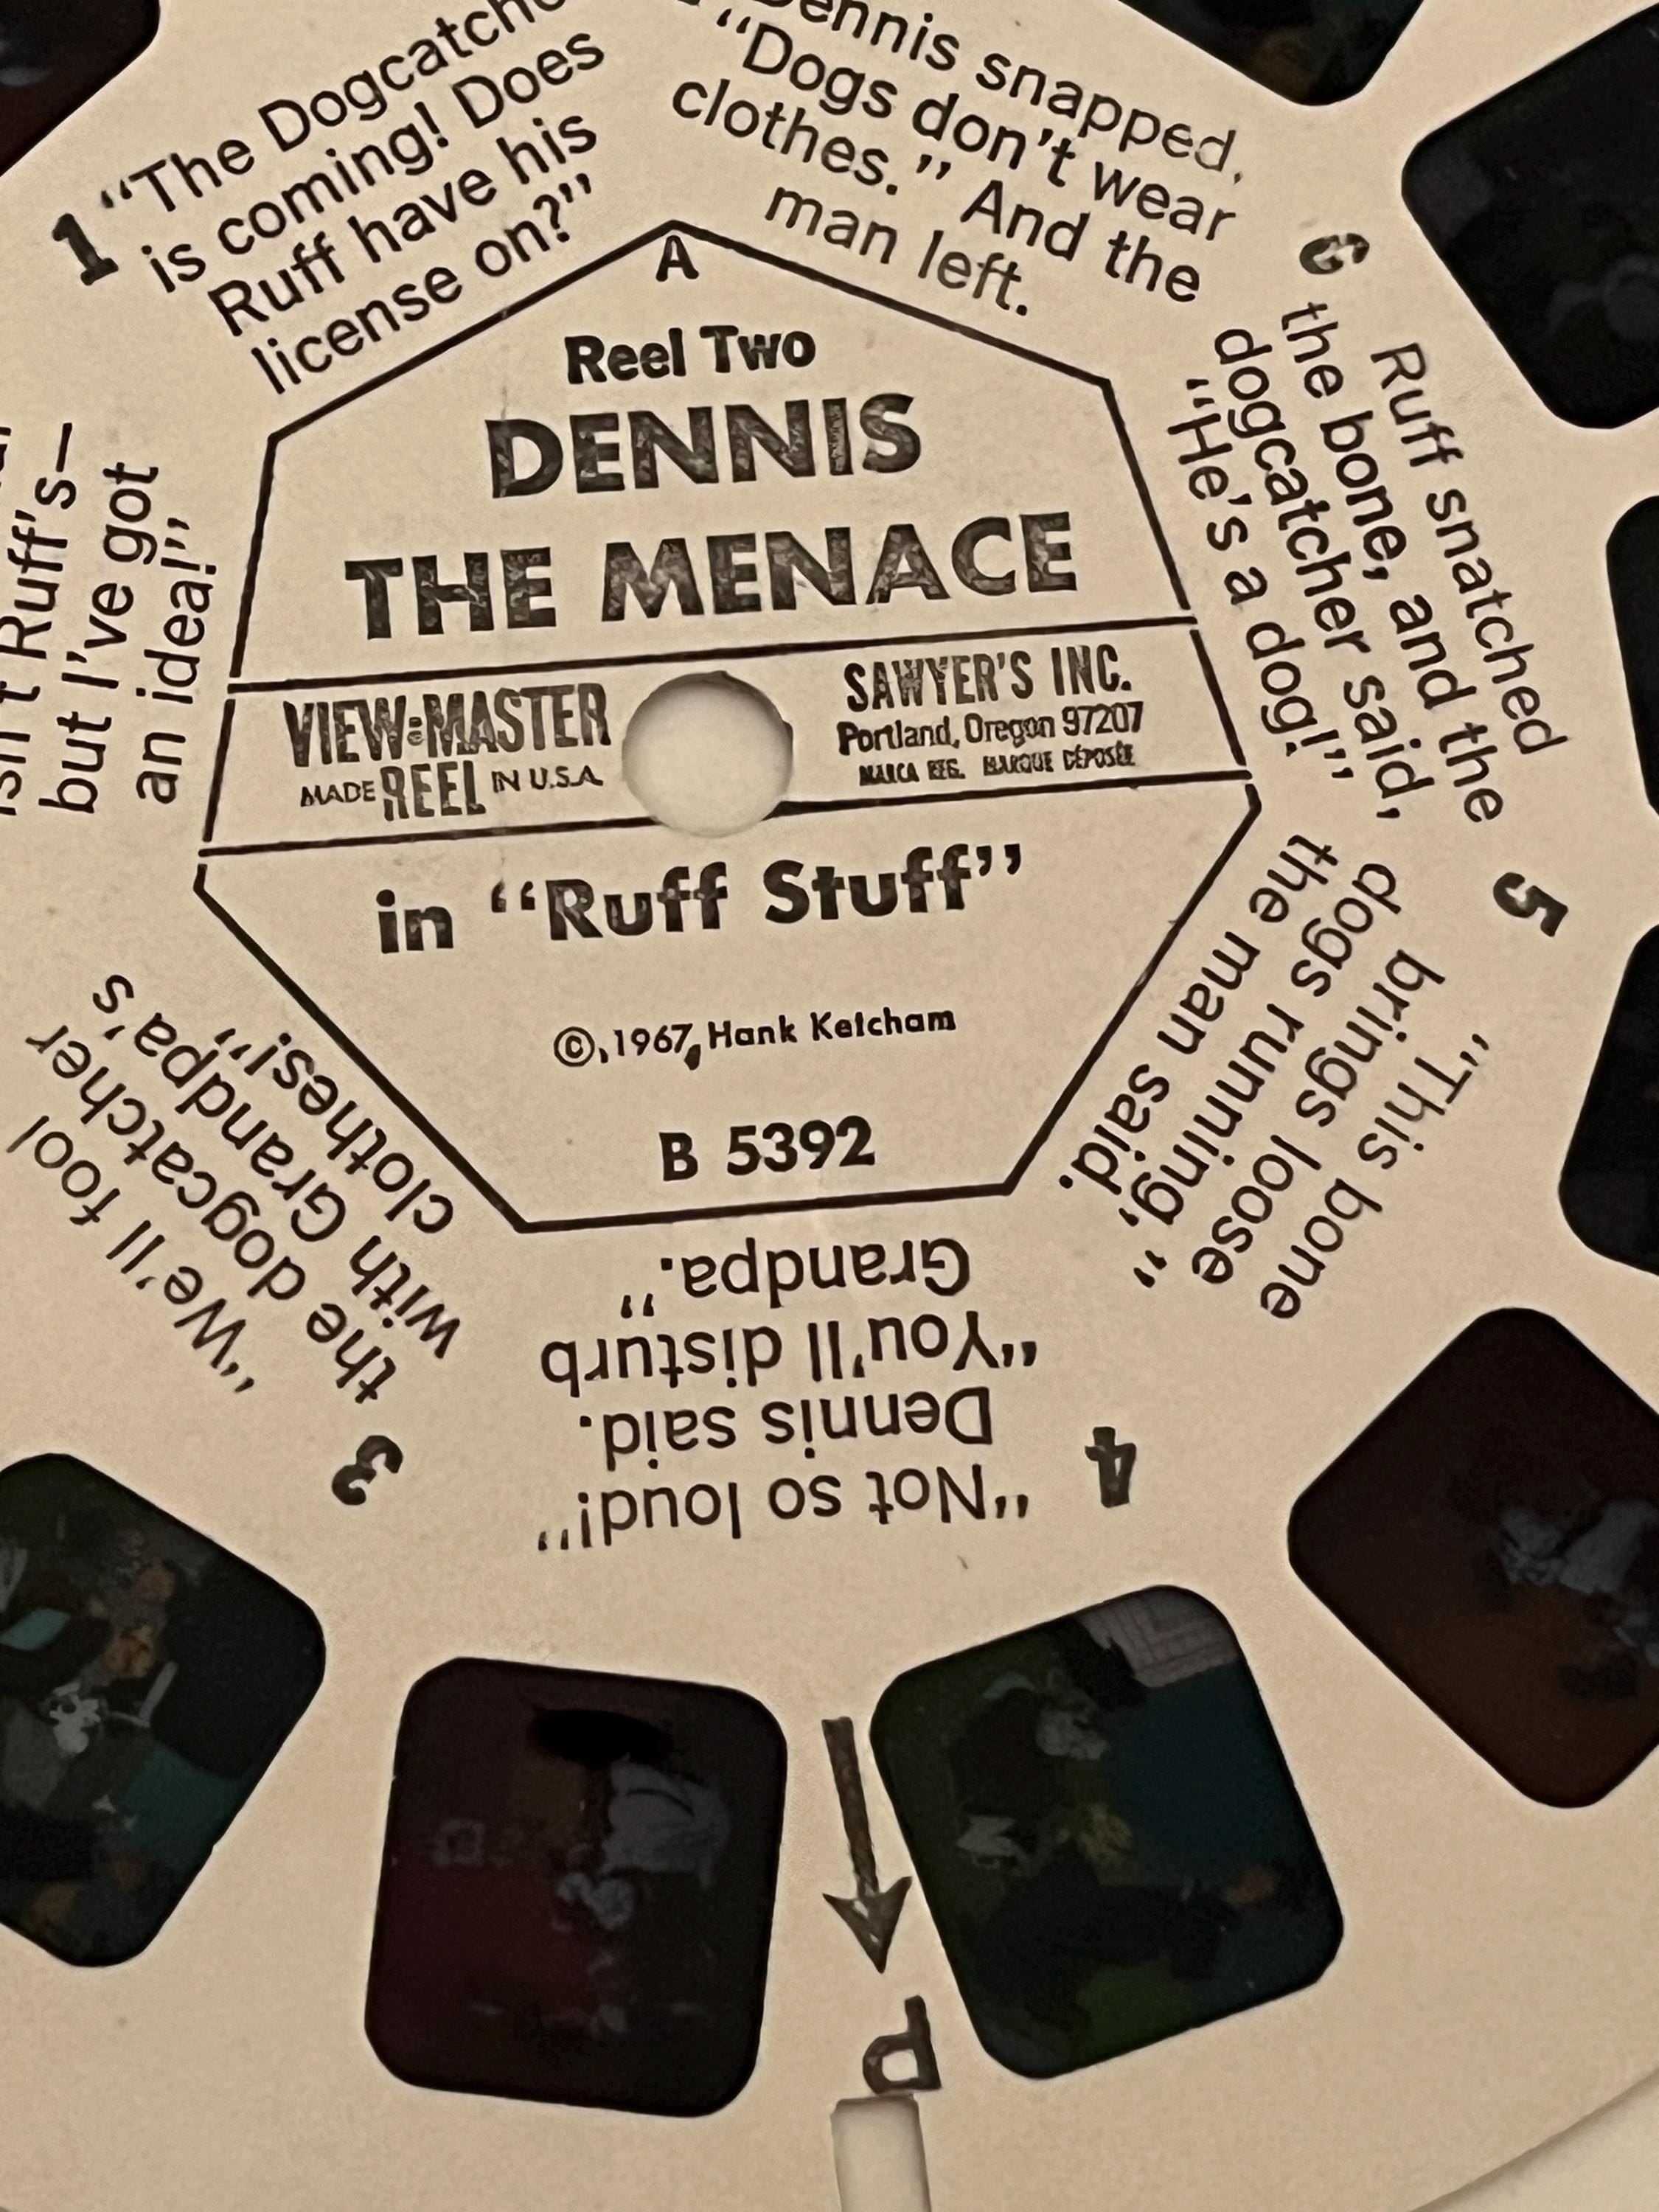 1
"The
is coming! Does
Ruff have his
license on?"
Ruff's—
but I've got
an idea!"
3
"We'll fool
the dogcatcher
with Grandpa's
clothes!"
4
"Not so loud!"
Dennis said.
"You'll disturb
Grandpa."
5
"This bone
brings loose
dogs running,"
the man said.
6
Ruff snatched
the bone, and the
dogcatcher said,
"He's a dog!"
Dennis snapped.
"Dogs don't wear
clothes." And the
man left.
A
Reel Two
DENNIS
THE MENACE
VIEW-MASTER
MADE REEL IN U.S.A.
SAWYER'S INC.
Portland, Oregon 97207
MARCA REG. MARQUE DÉPOSÉE
in "Ruff Stuff"
©, 1967, Hank Ketcham
B 5392
P